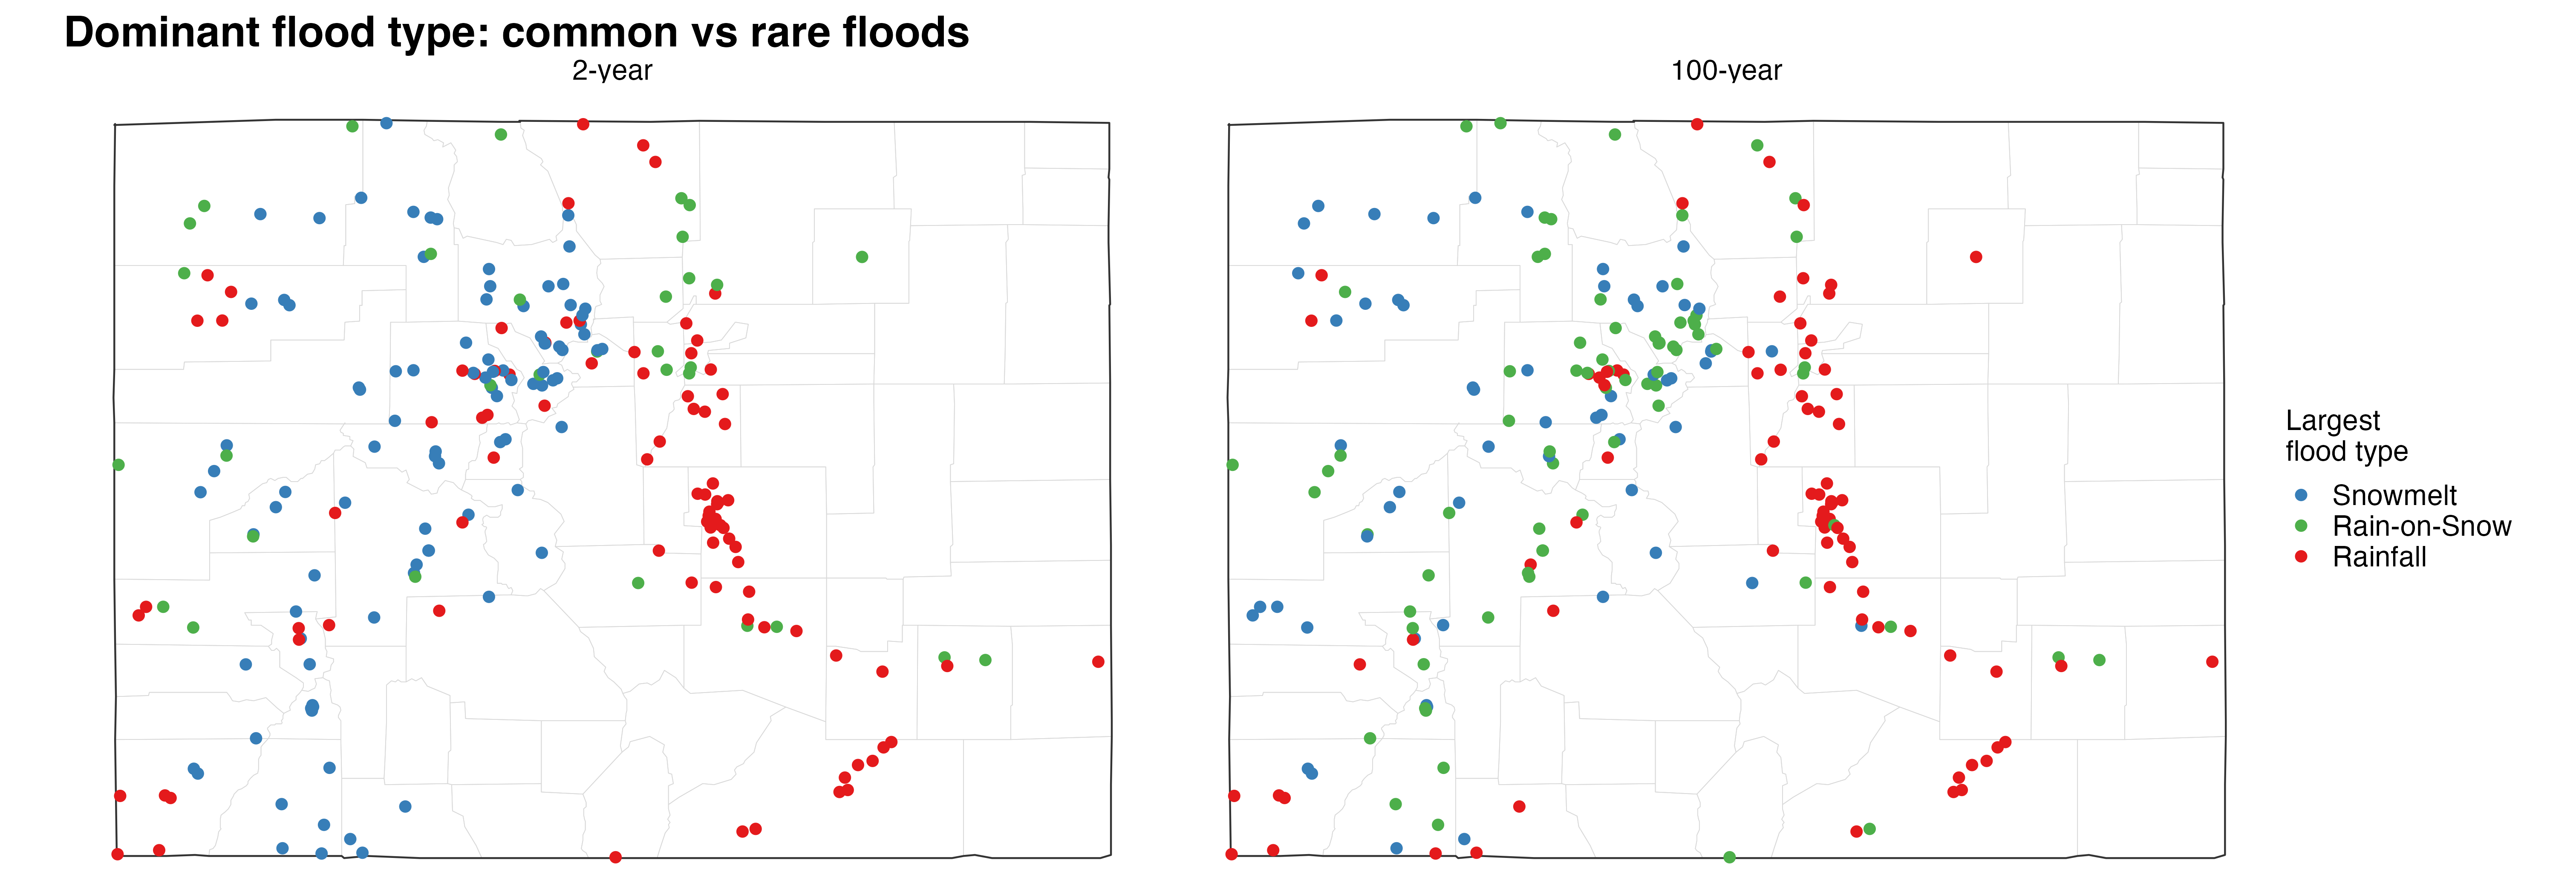 Dominant flood type: common vs rare floods
2-year
100-year
Largest
flood type
Snowmelt
Rain-on-Snow
Rainfall